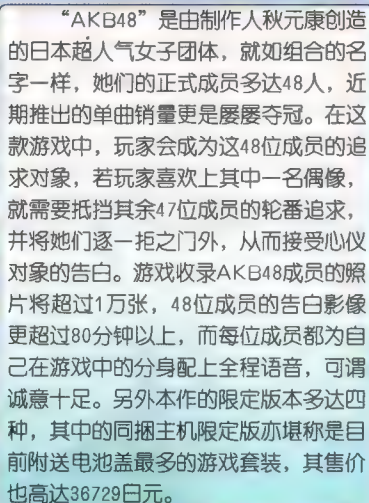 “AKB48”是由制作人秋元康创造
的日本超人气女子团体，就如组合的名
字一样，她们的正式成员多达48人，近
期推出的单曲销量更是屡屡夺冠。在这
款游戏中，玩家会成为这48位成员的追
求对象，若玩家喜欢上其中一名偶像，
就需要抵挡其余47位成员的轮番追求，
并将她们逐一拒之门外，从而接受心仪
对象的告白。游戏收录AKB48成员的照
片将超过1万张，48位成员的告白影像
更超过80分钟以上，而每位成员都为自
己在游戏中的分身配上全程语音，可谓
诚意十足。另外本作的限定版本多达四
种，其中的同捆主机限定版亦堪称是目
前附送电池盖最多的游戏套装，其售价
也高达36729日元。